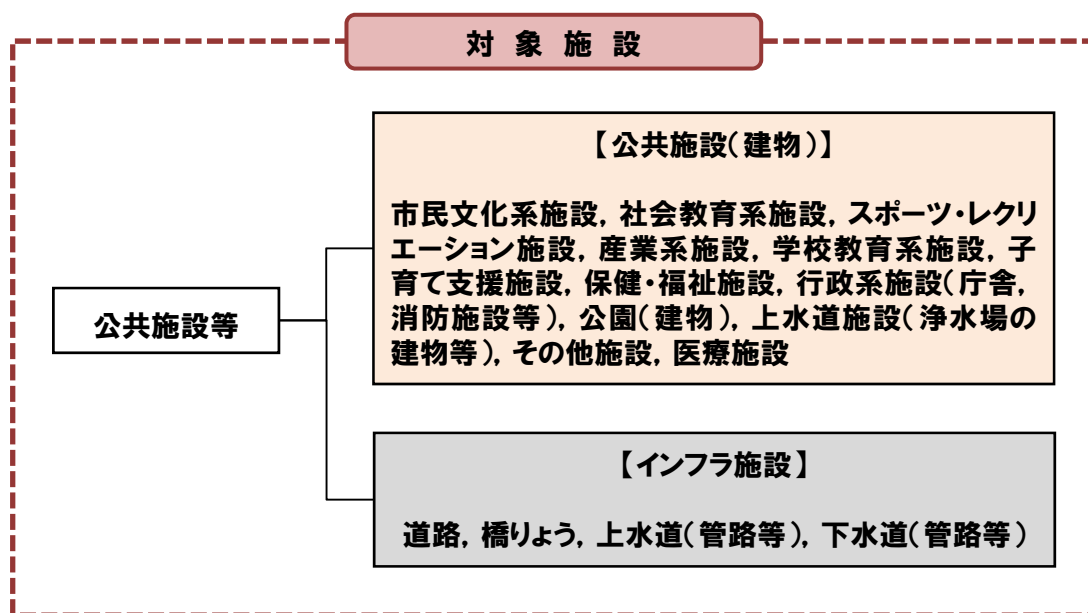 対象施設
【公共施設(建物)】
市民文化系施設，社会教育系施設，スポーツ・レクリ
エーション施設，産業系施設，学校教育系施設，子
育て支援施設，保健・福祉施設，行政系施設(庁舎，
消防施設等)，公園(建物)，上水道施設(浄水場の
建物等)，その他施設，医療施設
公共施設等
【インフラ施設】
道路，橋りょう，上水道(管路等)，下水道(管路等)